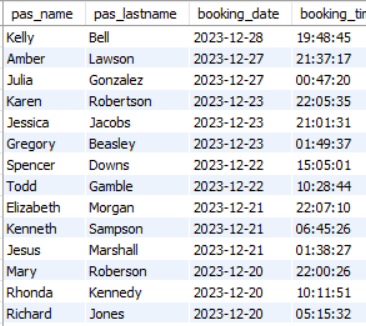 pas_name pas_lastname booking_date booking_tir
Kelly Bell 2023-12-28 19:48:45
Amber Lawson 2023-12-27 21:37:17
Julia Gonzalez 2023-12-27 00:47:20
Karen Robertson 2023-12-23 22:05:35
Jessica Jacobs 2023-12-23 21:01:31
Gregory Beasley 2023-12-23 01:49:37
Spencer Downs 2023-12-22 15:05:01
Todd Gamble 2023-12-22 10:28:44
Elizabeth Morgan 2023-12-21 22:07:10
Kenneth Sampson 2023-12-21 06:45:26
Jesus Marshall 2023-12-21 01:38:27
Mary Roberson 2023-12-20 22:00:26
Rhonda Kennedy 2023-12-20 10:11:51
Richard Jones 2023-12-20 05:15:32